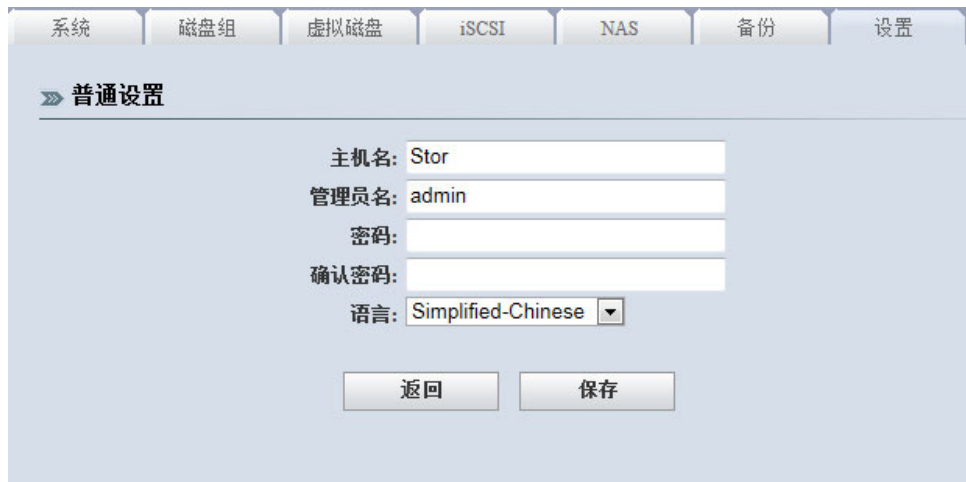 系统 磁盘组 虚拟磁盘 iSCSI NAS 备份 设置
普通设置
主机名: Stor
管理员名: admin
密码:
确认密码:
语言: Simplified-Chinese
返回 保存